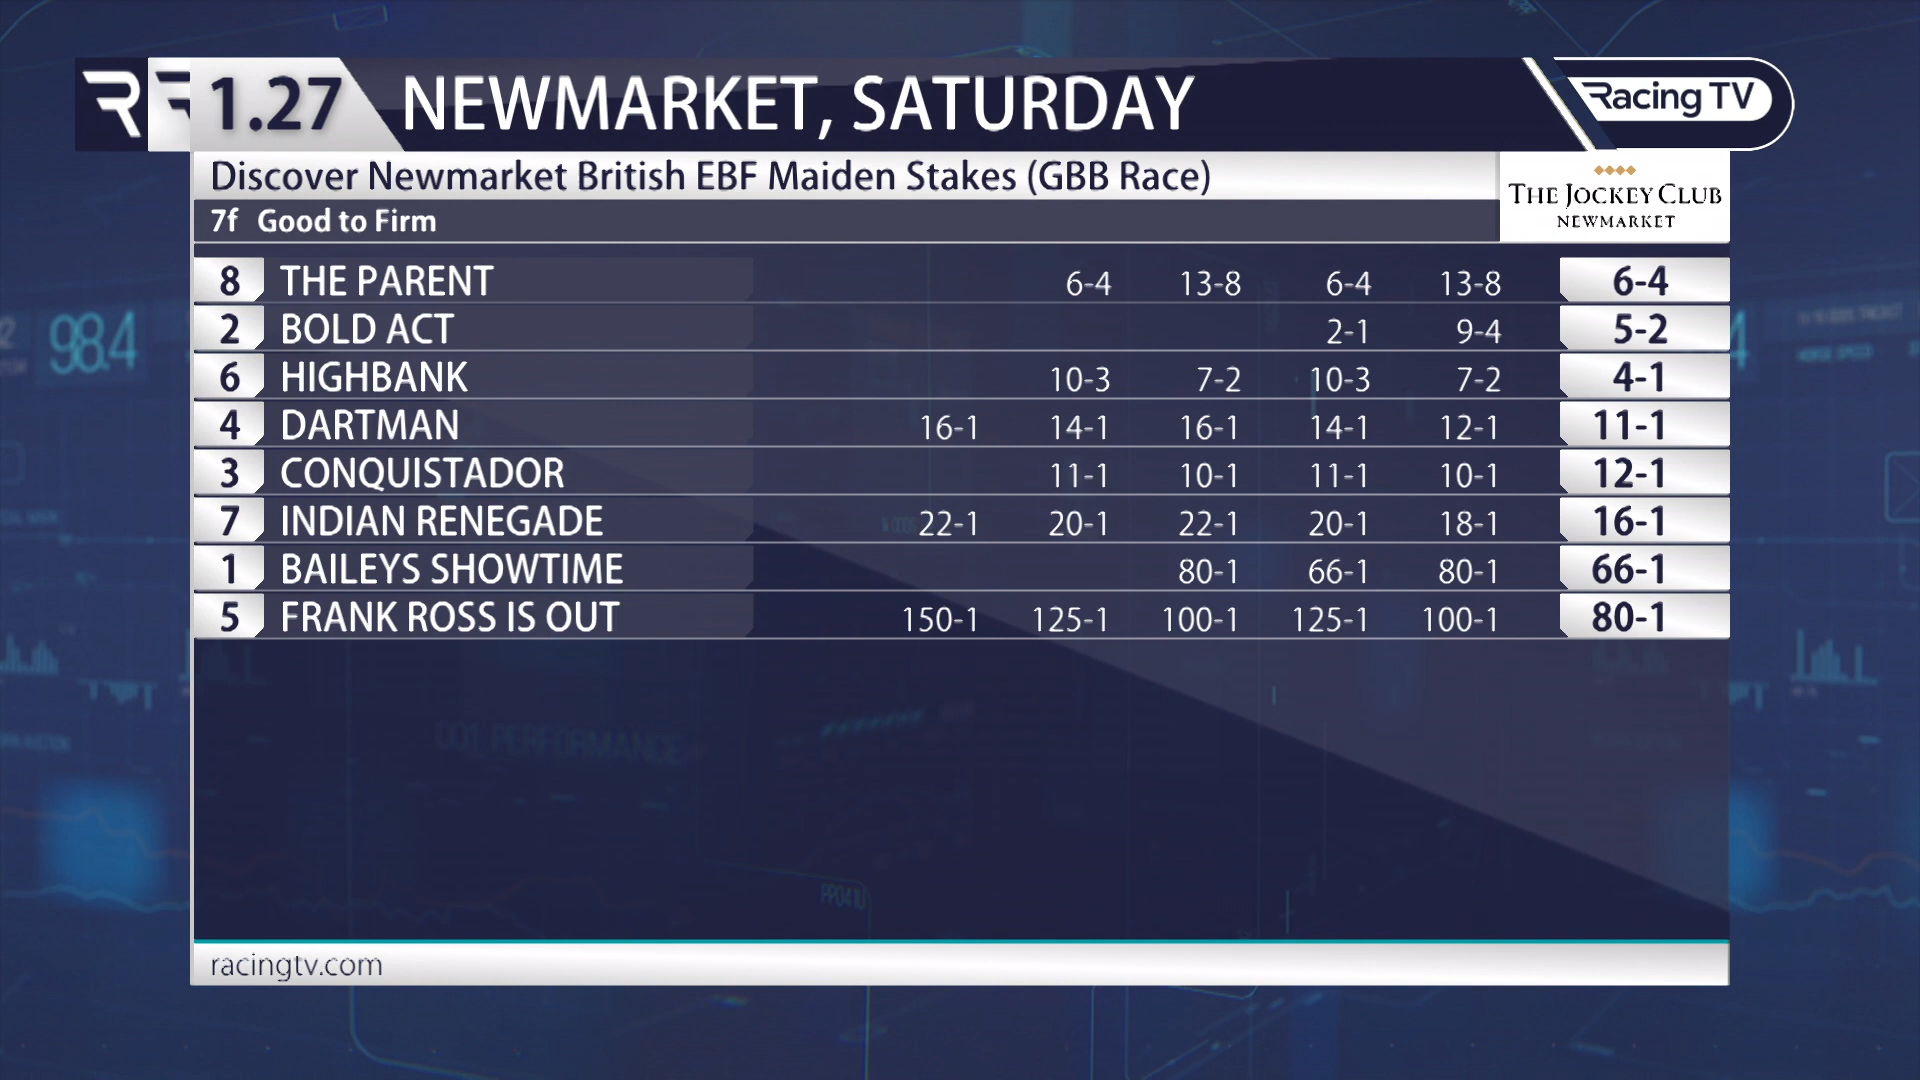 1.27 NEWMARKET, SATURDAY
Racing TV
Discover Newmarket British EBF Maiden Stakes (GBB Race)
THE JOCKEY CLUB
NEWMARKET
7f Good to Firm
8 THE PARENT 6-4 13-8 6-4 13-8 6-4
2 BOLD ACT 2-1 9-4 5-2
6 HIGHBANK 10-3 7-2 10-3 7-2 4-1
4 DARTMAN 16-1 14-1 16-1 14-1 12-1 11-1
3 CONQUISTADOR 11-1 10-1 11-1 10-1 12-1
7 INDIAN RENEGADE 22-1 20-1 22-1 20-1 18-1 16-1
1 BAILEYS SHOWTIME 80-1 66-1 80-1 66-1
5 FRANK ROSS IS OUT 150-1 125-1 100-1 125-1 100-1 80-1
98.4
PERFORMANCE
racingtv.com